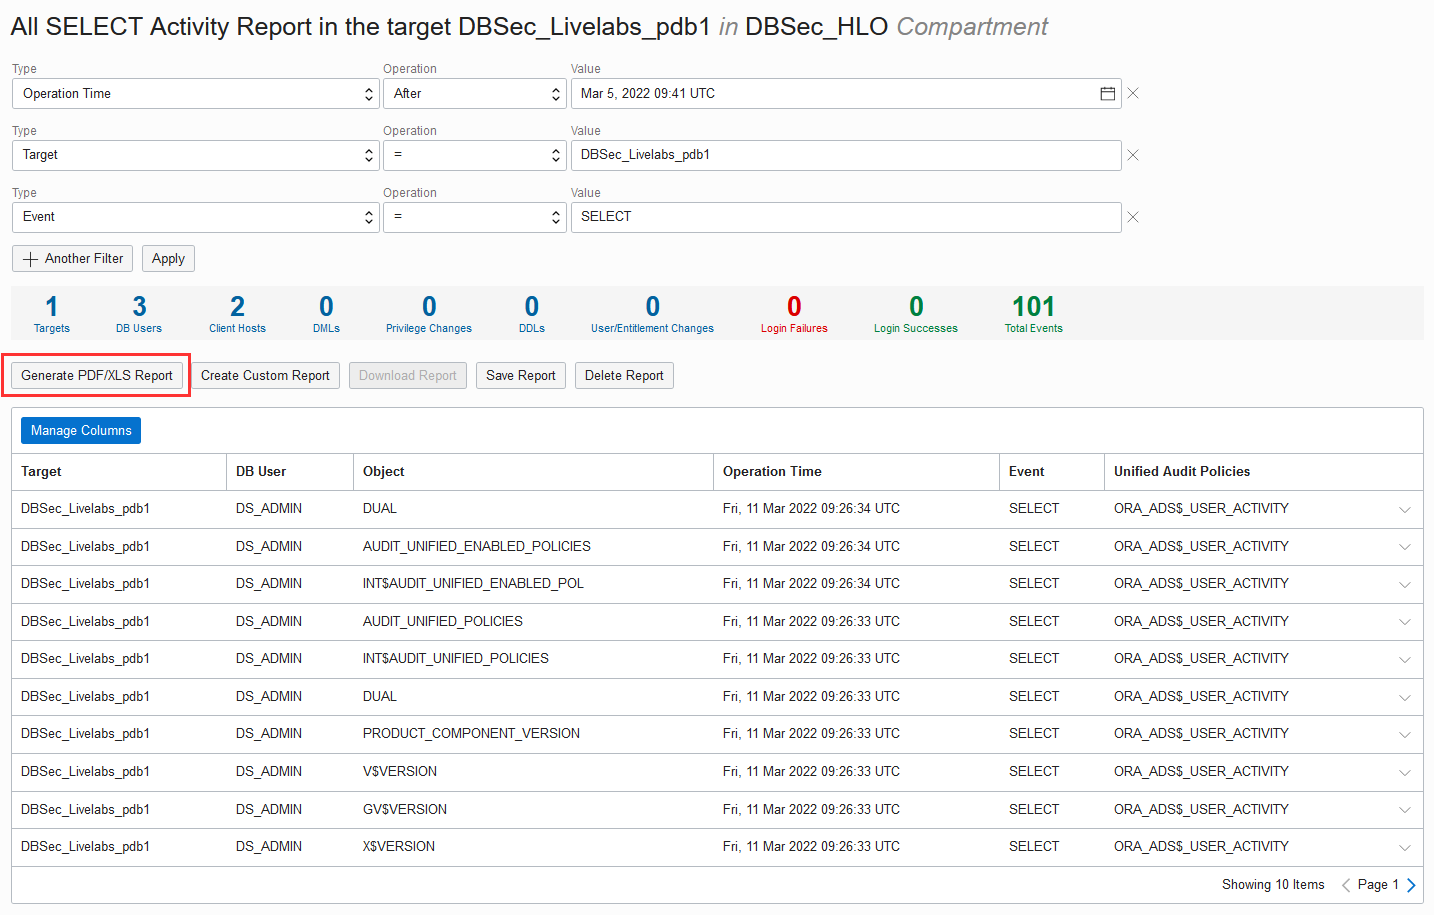 All SELECT Activity Report in the target DBSec_Livelabs_pdb1 in DBSec_HLO Compartment
Type Operation Value
Operation Time After Mar 5, 2022 09:41 UTC
Type Operation Value
Target = DBSec_Livelabs_pdb1
Type Operation Value
Event = SELECT
Another Filter Apply
1 3 2 0 0 0 0 0 0 101
Targets DB Users Client Hosts DMLs Privilege Changes DDLs User/Entitlement Changes Login Failures Login Successes Total Events
Generate PDF/XLS Report Create Custom Report Download Report Save Report Delete Report
Manage Columns
Target DB User Object Operation Time Event Unified Audit Policies
DBSec_Livelabs_pdb1 DS_ADMIN DUAL Fri, 11 Mar 2022 09:26:34 UTC SELECT ORA_ADS$_USER_ACTIVITY
DBSec_Livelabs_pdb1 DS_ADMIN AUDIT_UNIFIED_ENABLED_POLICIES Fri, 11 Mar 2022 09:26:34 UTC SELECT ORA_ADS$_USER_ACTIVITY
DBSec_Livelabs_pdb1 DS_ADMIN INT$AUDIT_UNIFIED_ENABLED_POL Fri, 11 Mar 2022 09:26:34 UTC SELECT ORA_ADS$_USER_ACTIVITY
DBSec_Livelabs_pdb1 DS_ADMIN AUDIT_UNIFIED_POLICIES Fri, 11 Mar 2022 09:26:33 UTC SELECT ORA_ADS$_USER_ACTIVITY
DBSec_Livelabs_pdb1 DS_ADMIN INT$AUDIT_UNIFIED_POLICIES Fri, 11 Mar 2022 09:26:33 UTC SELECT ORA_ADS$_USER_ACTIVITY
DBSec_Livelabs_pdb1 DS_ADMIN DUAL Fri, 11 Mar 2022 09:26:33 UTC SELECT ORA_ADS$_USER_ACTIVITY
DBSec_Livelabs_pdb1 DS_ADMIN PRODUCT_COMPONENT_VERSION Fri, 11 Mar 2022 09:26:33 UTC SELECT ORA_ADS$_USER_ACTIVITY
DBSec_Livelabs_pdb1 DS_ADMIN V$VERSION Fri, 11 Mar 2022 09:26:33 UTC SELECT ORA_ADS$_USER_ACTIVITY
DBSec_Livelabs_pdb1 DS_ADMIN GV$VERSION Fri, 11 Mar 2022 09:26:33 UTC SELECT ORA_ADS$_USER_ACTIVITY
DBSec_Livelabs_pdb1 DS_ADMIN X$VERSION Fri, 11 Mar 2022 09:26:33 UTC SELECT ORA_ADS$_USER_ACTIVITY
Showing 10 Items Page 1